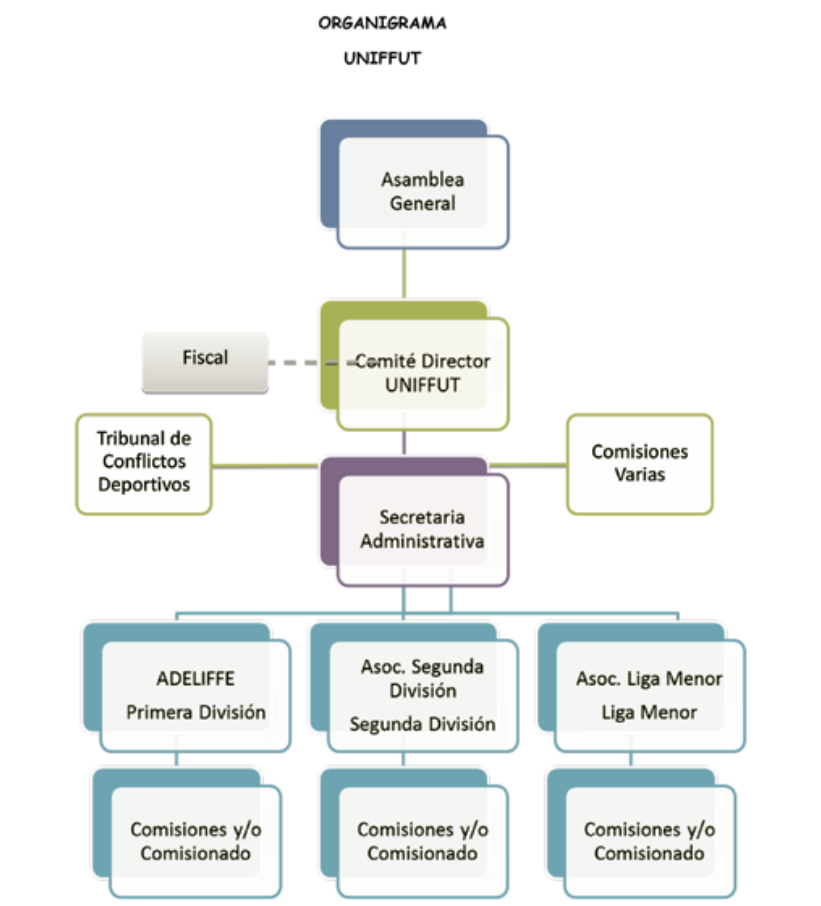 ORGANIGRAMA
UNIFFUT
Asamblea
General
Fiscal
Comité Director
UNIFFUT
Tribunal de
Conflictos
Deportivos
Comisiones
Varias
Secretaria
Administrativa
ADELIFFE
Primera División
Asoc. Segunda
División
Segunda División
Asoc. Liga Menor
Liga Menor
Comisiones y/o
Comisionado
Comisiones y/o
Comisionado
Comisiones y/o
Comisionado